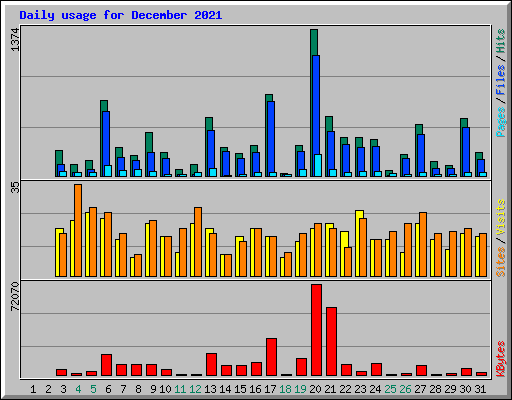 Daily usage for December 2021
1374
35
72070
Pages / Files / Hits
Sites / Visits
KBytes
1 2 3 4 5 6 7 8 9 10 11 12 13 14 15 16 17 18 19 20 21 22 23 24 25 26 27 28 29 30 31